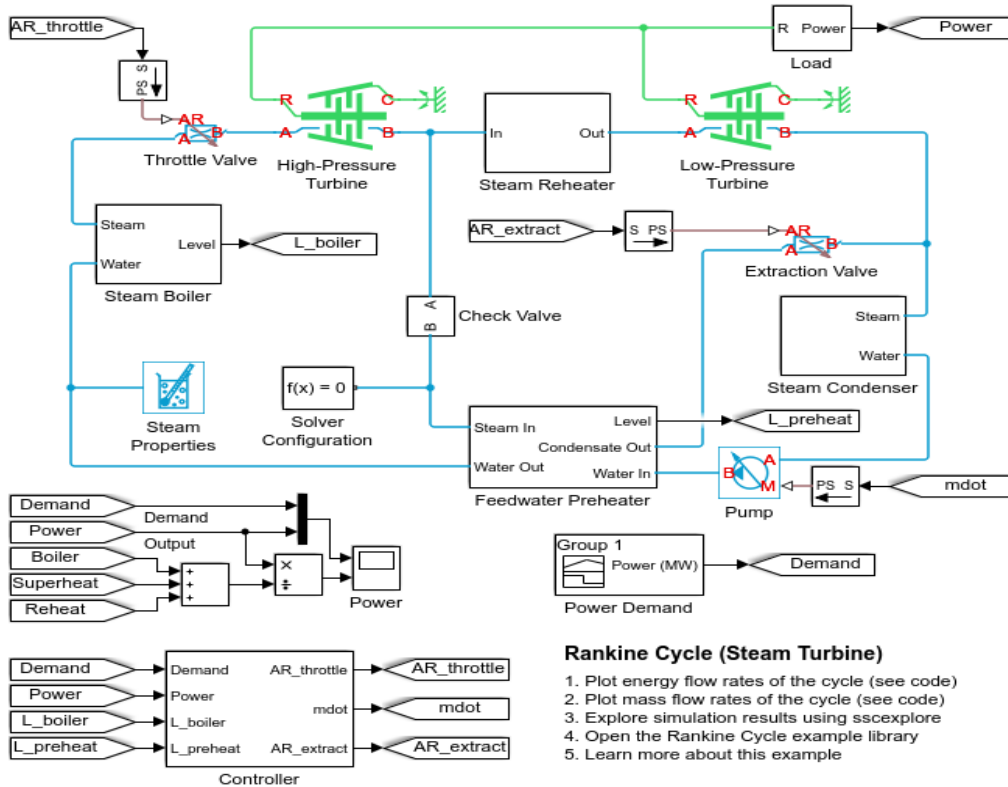 AR_throttle
PS S
AR
A
B
Throttle Valve
R
C
A
B
High-Pressure
Turbine
In
Out
Steam Reheater
R
C
A
B
Low-Pressure
Turbine
R
Power
Load
Power
Steam
Level
Water
Steam Boiler
L_boiler
AR_extract
S PS
AR
A
B
Extraction Valve
A
B
Check Valve
Steam
Water
Steam Condenser
Steam
Properties
f(x) = 0
Solver
Configuration
Steam In
Level
Condensate Out
Water Out
Water In
Feedwater Preheater
L_preheat
B
A
M
Pump
PS S
mdot
Demand
Power
Boiler
Superheat
Reheat
Demand
Output
+
+
+
×
÷
Power
Group 1
Power (MW)
Power Demand
Demand
Demand
Power
L_boiler
L_preheat
Demand
Power
L_boiler
L_preheat
AR_throttle
mdot
AR_extract
Controller
AR_throttle
mdot
AR_extract
Rankine Cycle (Steam Turbine)
1. Plot energy flow rates of the cycle (see code)
2. Plot mass flow rates of the cycle (see code)
3. Explore simulation results using sscexplore
4. Open the Rankine Cycle example library
5. Learn more about this example